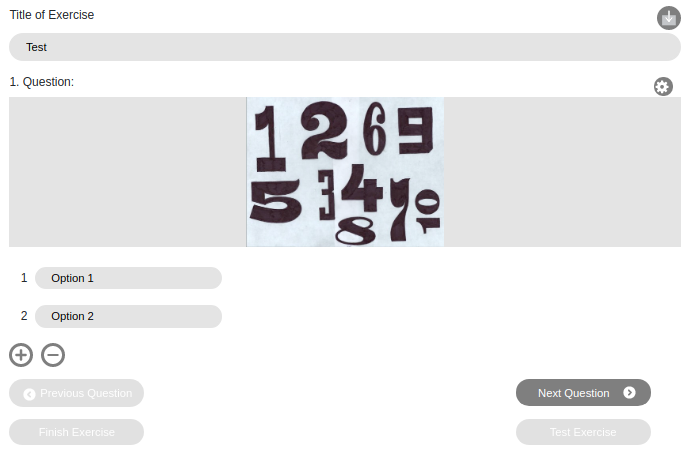 Title of Exercise
Test
1. Question:
1 2 6 9
5 3 4 7 10
8
1 Option 1
2 Option 2
Previous Question
Next Question
Finish Exercise
Test Exercise